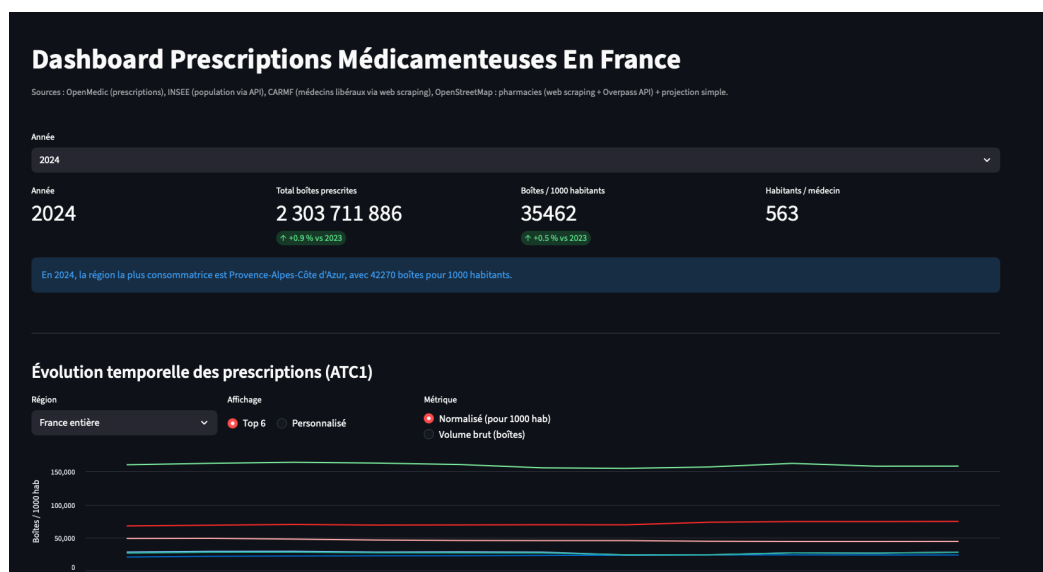 Dashboard Prescriptions Médicamenteuses En France
Sources : OpenMedic (prescriptions), INSEE (population via API), CARMF (médecins libéraux via web scraping), OpenStreetMap : pharmacies (web scraping + Overpass API) + projection simple.
Année
2024
Année Total boîtes prescrites Boîtes / 1000 habitants Habitants / médecin
2024 2 303 711 886 35462 563
↑ +0.9 % vs 2023 ↑ +0.5 % vs 2023
En 2024, la région la plus consommatrice est Provence-Alpes-Côte d'Azur, avec 42270 boîtes pour 1000 habitants.
Évolution temporelle des prescriptions (ATC1)
Région Affichage Métrique
France entière Top 6 Personnalisé Normalisé (pour 1000 hab)
Volume brut (boîtes)
Boîtes / 1000 hab
150,000
100,000
50,000
0